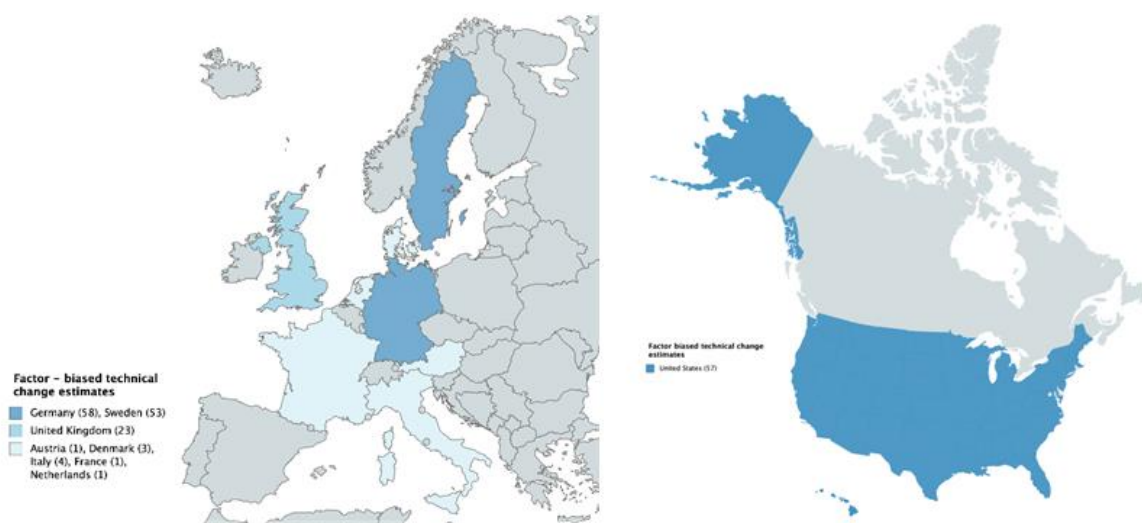 Factor – biased technical
change estimates
Germany (58), Sweden (53)
United Kingdom (23)
Austria (1), Denmark (3),
Italy (4), France (1),
Netherlands (1)
Factor biased technical change
estimates
United States (57)